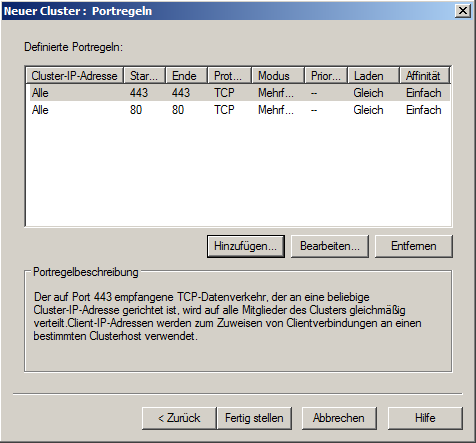 Neuer Cluster : Portregeln
Definierte Portregeln:
Cluster-IP-Adresse Star... Ende Prot... Modus Prior... Laden Affinität
Alle 443 443 TCP Mehrf... -- Gleich Einfach
Alle 80 80 TCP Mehrf... -- Gleich Einfach
Hinzufügen... Bearbeiten... Entfernen
Portregelbeschreibung
Der auf Port 443 empfangene TCP-Datenverkehr, der an eine beliebige
Cluster-IP-Adresse gerichtet ist, wird auf alle Mitglieder des Clusters gleichmäßig
verteilt.Client-IP-Adressen werden zum Zuweisen von Clientverbindungen an einen
bestimmten Clusterhost verwendet.
< Zurück Fertig stellen Abbrechen Hilfe